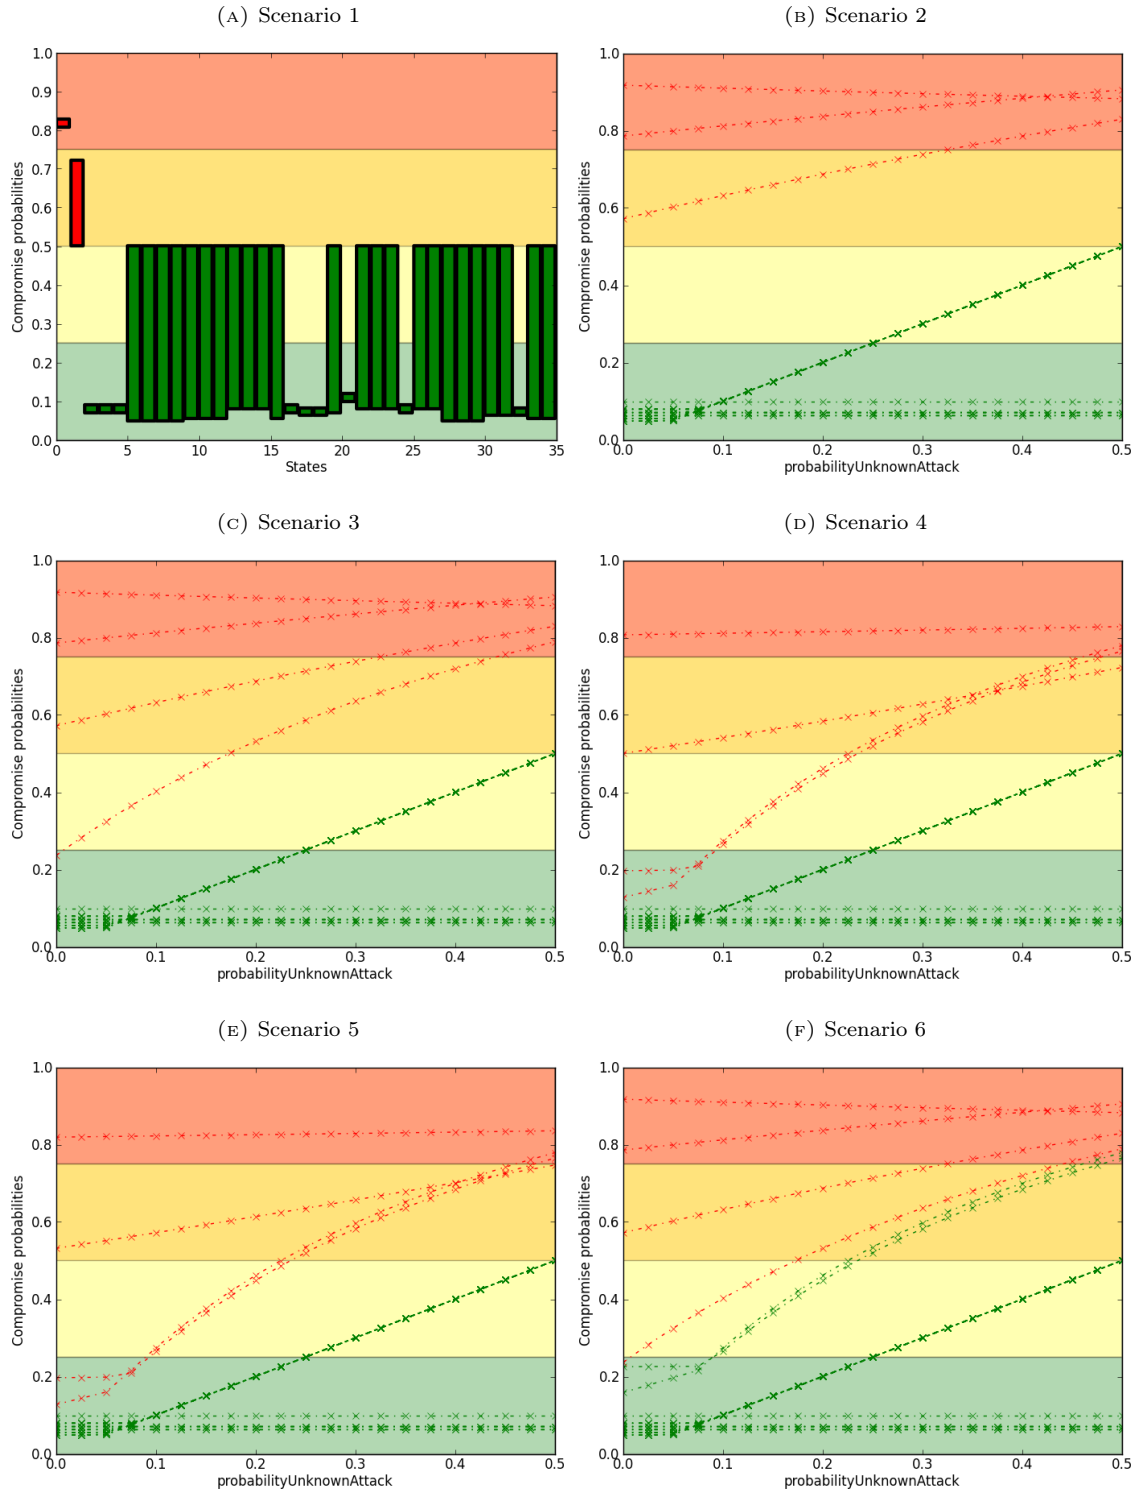 (A) Scenario 1
1.0
0.9
0.8
0.7
0.6
0.5
0.4
0.3
0.2
0.1
0.0
Compromise probabilities
0 5 10 15 20 25 30 35
States
(B) Scenario 2
1.0
0.8
0.6
0.4
0.2
0.0
Compromise probabilities
0.0 0.1 0.2 0.3 0.4 0.5
probabilityUnknownAttack
(C) Scenario 3
1.0
0.8
0.6
0.4
0.2
0.0
Compromise probabilities
0.0 0.1 0.2 0.3 0.4 0.5
probabilityUnknownAttack
(D) Scenario 4
1.0
0.8
0.6
0.4
0.2
0.0
Compromise probabilities
0.0 0.1 0.2 0.3 0.4 0.5
probabilityUnknownAttack
(E) Scenario 5
1.0
0.8
0.6
0.4
0.2
0.0
Compromise probabilities
0.0 0.1 0.2 0.3 0.4 0.5
probabilityUnknownAttack
(F) Scenario 6
1.0
0.8
0.6
0.4
0.2
0.0
Compromise probabilities
0.0 0.1 0.2 0.3 0.4 0.5
probabilityUnknownAttack